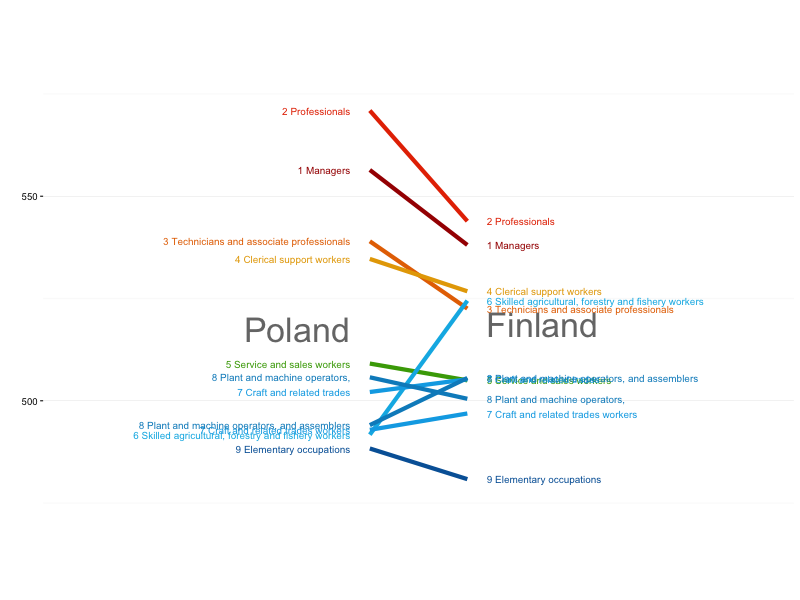 2 Professionals
1 Managers
550
2 Professionals
3 Technicians and associate professionals
1 Managers
4 Clerical support workers
4 Clerical support workers
6 Skilled agricultural, forestry and fishery workers
3 Technicians and associate professionals
Poland
Finland
5 Service and sales workers
8 Plant and machine operators,
8 Plant and machine operators, and assemblers
7 Craft and related trades
500
8 Plant and machine operators,
7 Craft and related trades workers
8 Plant and machine operators, and assemblers
7 Craft and related trades workers
6 Skilled agricultural, forestry and fishery workers
9 Elementary occupations
9 Elementary occupations